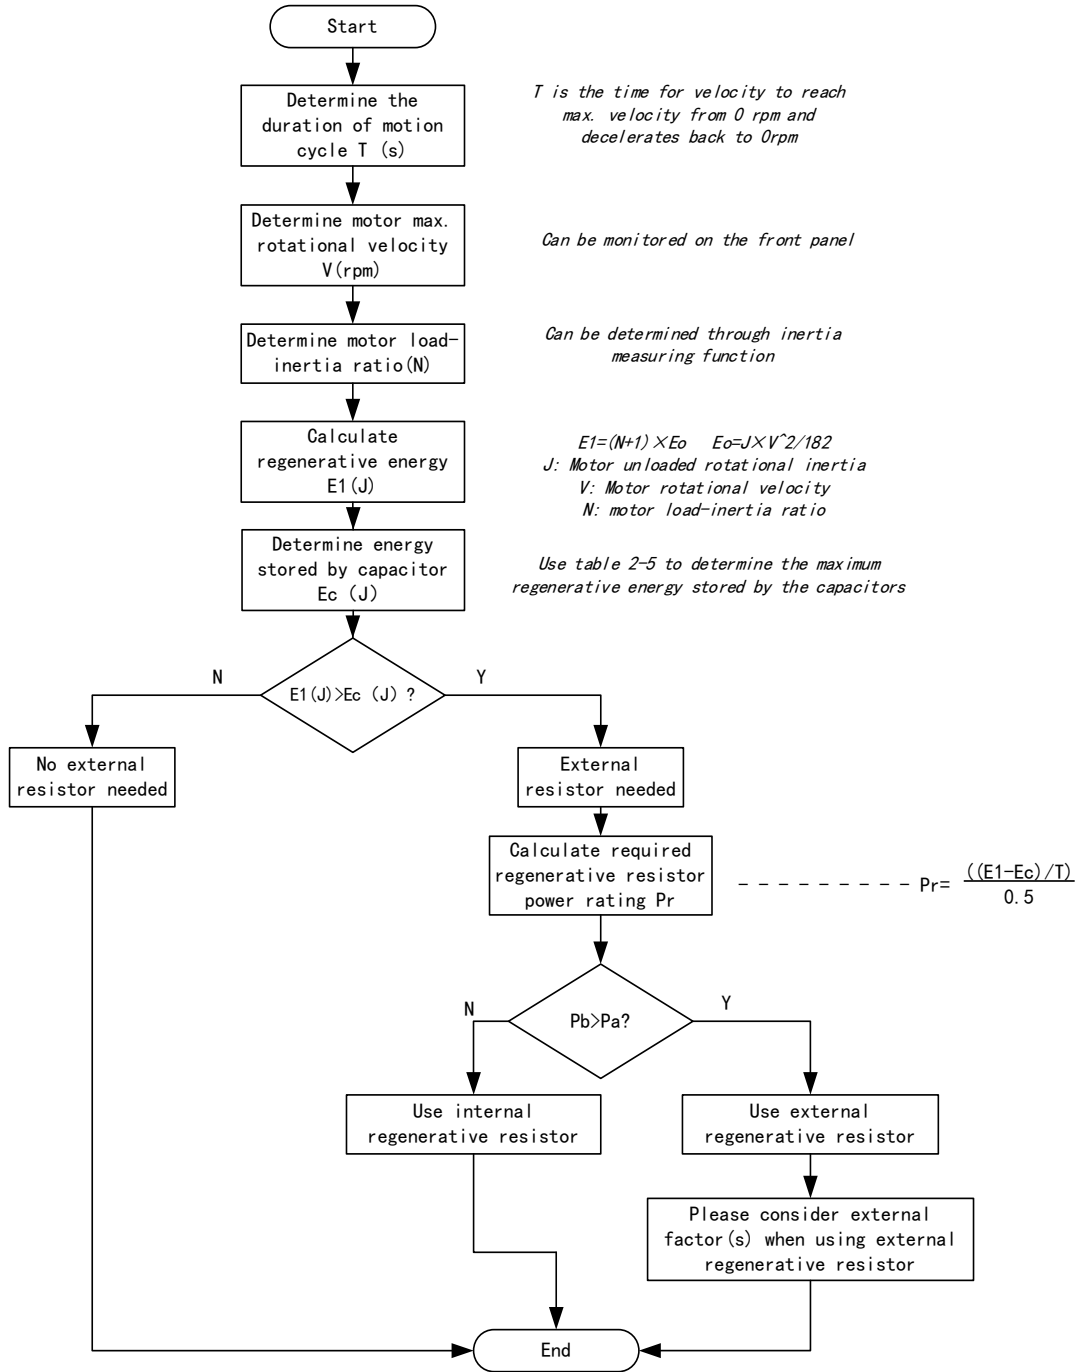 Start
Determine the
duration of motion
cycle T (s)
T is the time for velocity to reach
max. velocity from 0 rpm and
decelerates back to 0rpm
Determine motor max.
rotational velocity
V(rpm)
Can be monitored on the front panel
Determine motor load-
inertia ratio(N)
Can be determined through inertia
measuring function
Calculate
regenerative energy
E1(J)
E1=(N+1)×Eo Eo=J×V^2/182
J: Motor unloaded rotational inertia
V: Motor rotational velocity
N: motor load-inertia ratio
Determine energy
stored by capacitor
Ec (J)
Use table 2-5 to determine the maximum
regenerative energy stored by the capacitors
N
Y
E1(J)>Ec (J) ?
No external
resistor needed
External
resistor needed
Calculate required
regenerative resistor
power rating Pr
Pr= ((E1-Ec)/T)
0.5
N
Y
Pb>Pa?
Use internal
regenerative resistor
Use external
regenerative resistor
Please consider external
factor(s) when using external
regenerative resistor
End